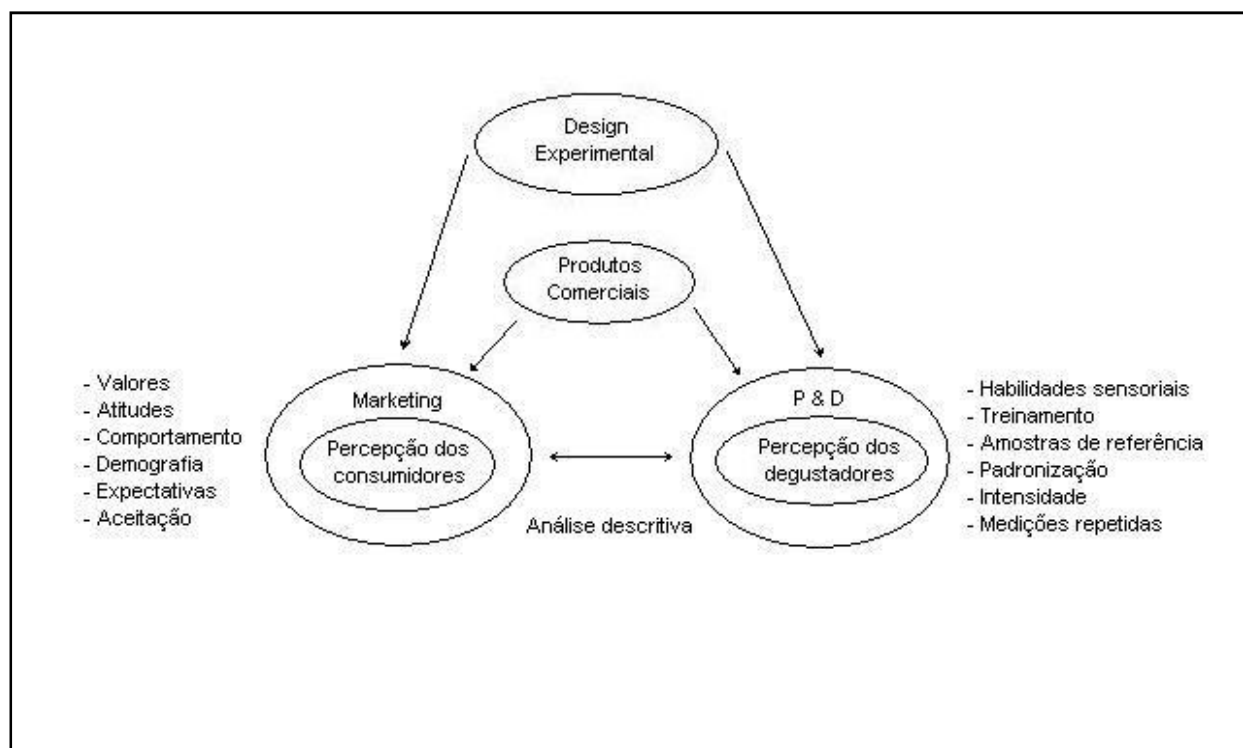 Design
Experimental
Produtos
Comerciais
- Valores
- Atitudes
- Comportamento
- Demografia
- Expectativas
- Aceitação
Marketing
Percepção dos
consumidores
Análise descritiva
P & D
Percepção dos
degustadores
- Habilidades sensoriais
- Treinamento
- Amostras de referência
- Padronização
- Intensidade
- Medições repetidas